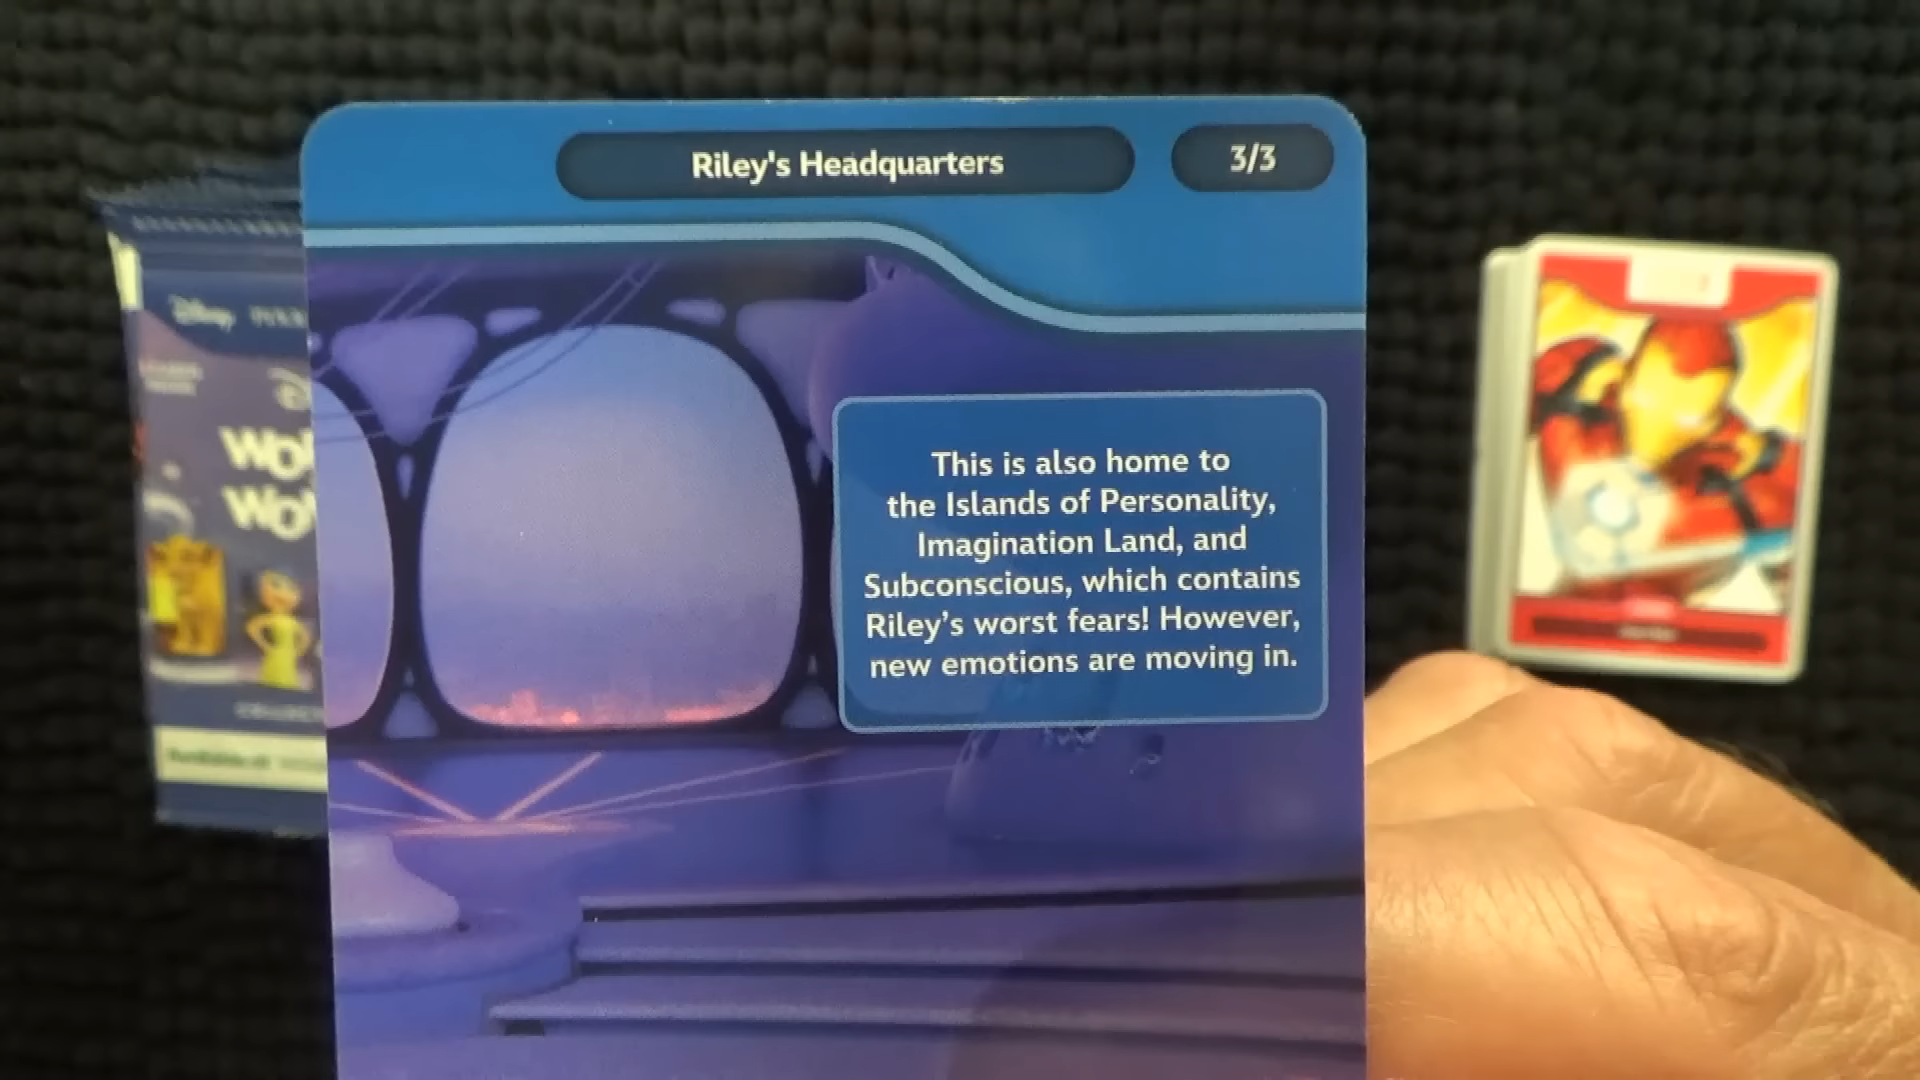 Riley's Headquarters
3/3
This is also home to
the Islands of Personality,
Imagination Land, and
Subconscious, which contains
Riley's worst fears! However,
new emotions are moving in.
Disney